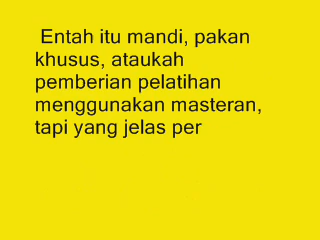 Entah itu mandi, pakan
khusus, ataukah
pemberian pelatihan
menggunakan masteran,
tapi yang jelas per